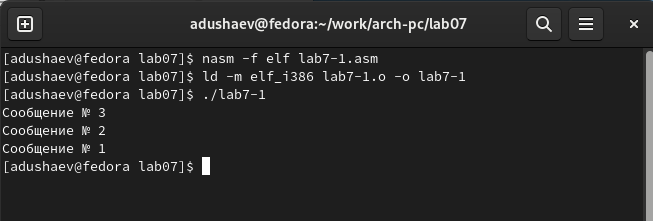 adushaev@fedora:~/work/arch-pc/lab07
[adushaev@fedora lab07]$ nasm -f elf lab7-1.asm
[adushaev@fedora lab07]$ ld -m elf_i386 lab7-1.o -o lab7-1
[adushaev@fedora lab07]$ ./lab7-1
Сообщение № 3
Сообщение № 2
Сообщение № 1
[adushaev@fedora lab07]$